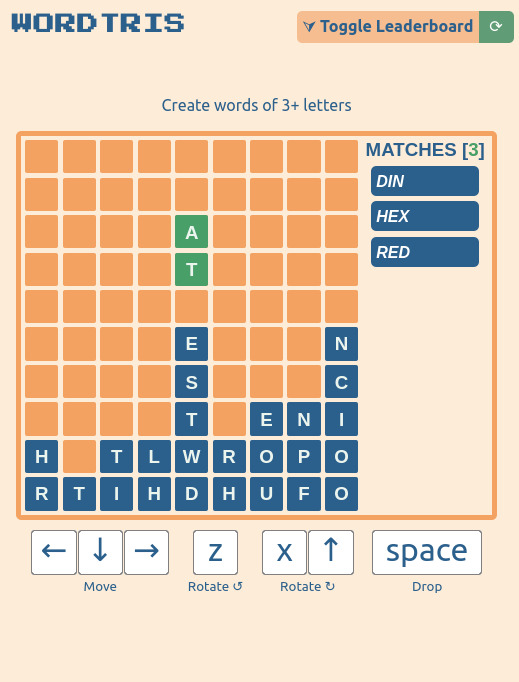 WORDTRIS
⮛ Toggle Leaderboard ⟳
Create words of 3+ letters
MATCHES [3]
DIN
HEX
RED
A
T
E N
S C
T E N I
H T L W R O P O
R T I H D H U F O
← ↓ → z x ↑ space
Move Rotate ↺ Rotate ↻ Drop